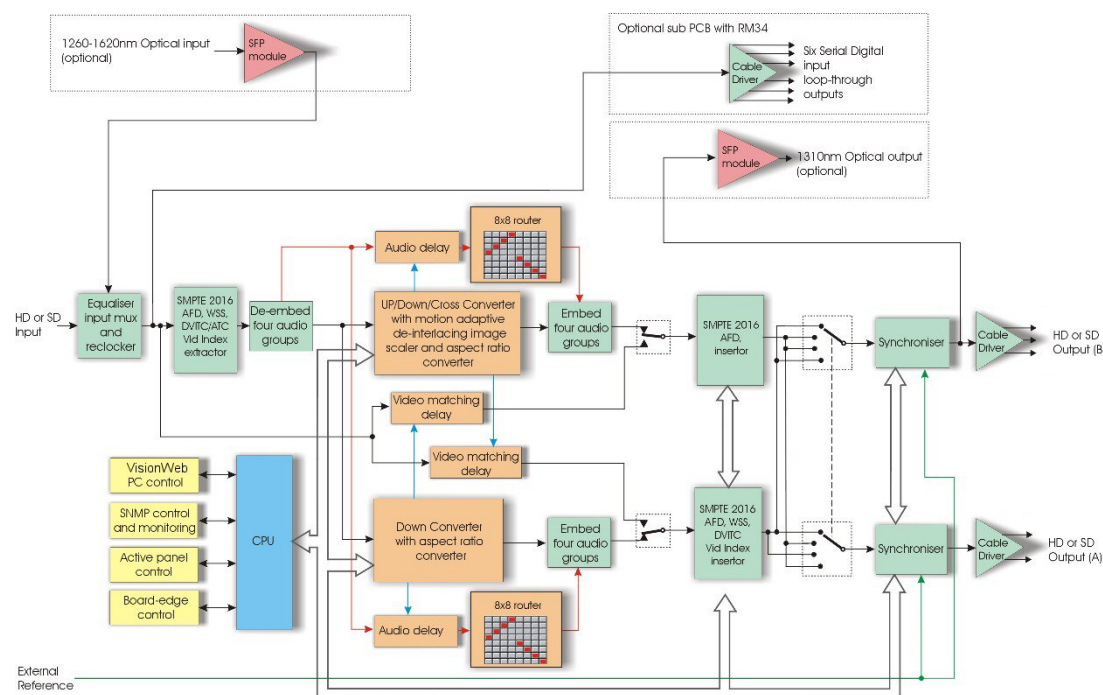 1260-1620nm Optical input
(optional)
SFP
module
Optional sub PCB with RM34
Cable
Driver
Six Serial Digital
input
loop-through
outputs
SFP
module
1310nm Optical output
(optional)
8x8 router
Audio delay
HD or SD
Input
Equaliser
input mux
and
reclocker
SMPTE 2016
AFD, WSS,
DVITC/ATC
Vid Index
extractor
De-embed
four audio
groups
UP/Down/Cross Converter
with motion adaptive
de-interlacing image
scaler and aspect ratio
converter
Embed
four audio
groups
SMPTE 2016
AFD,
insertor
Synchroniser
Cable
Driver
HD or SD
Output (B
Video matching
delay
Video matching
delay
VisionWeb
PC control
SNMP control
and monitoring
Active panel
control
Board-edge
control
CPU
Down Converter
with aspect ratio
converter
Embed
four audio
groups
SMPTE 2016
AFD, WSS,
DVITC
Vid Index
insertor
Synchroniser
Cable
Driver
HD or SD
Output (A)
Audio delay
8x8 router
External
Reference